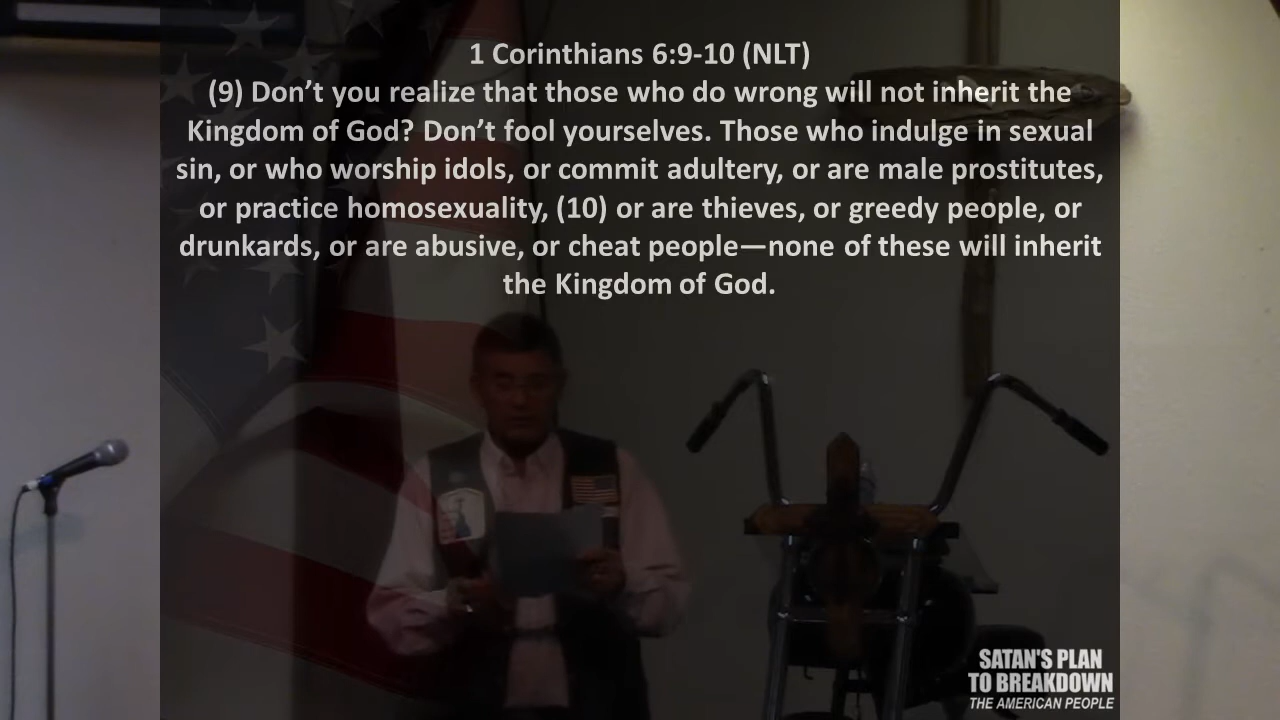 1 Corinthians 6:9-10 (NLT)
(9) Don’t you realize that those who do wrong will not inherit the
Kingdom of God? Don’t fool yourselves. Those who indulge in sexual
sin, or who worship idols, or commit adultery, or are male prostitutes,
or practice homosexuality, (10) or are thieves, or greedy people, or
drunkards, or are abusive, or cheat people—none of these will inherit
the Kingdom of God.
SATAN'S PLAN
TO BREAKDOWN
THE AMERICAN PEOPLE